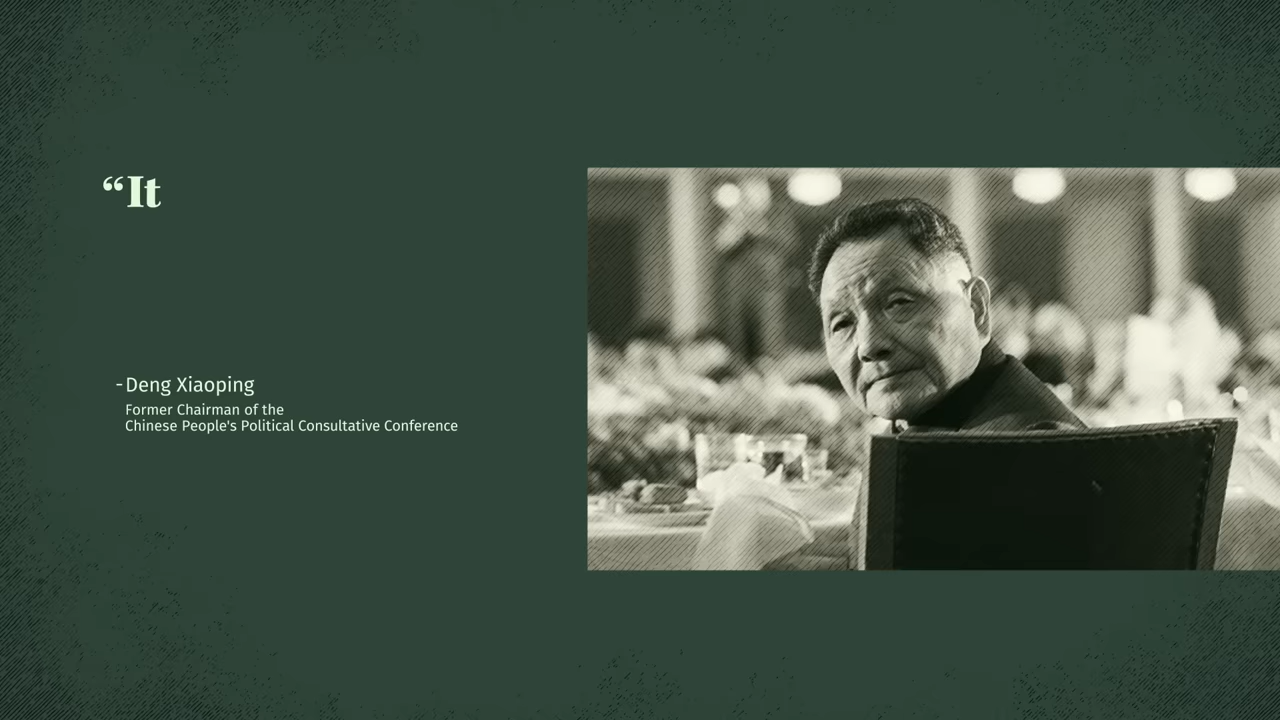 “It
-Deng Xiaoping
Former Chairman of the
Chinese People's Political Consultative Conference